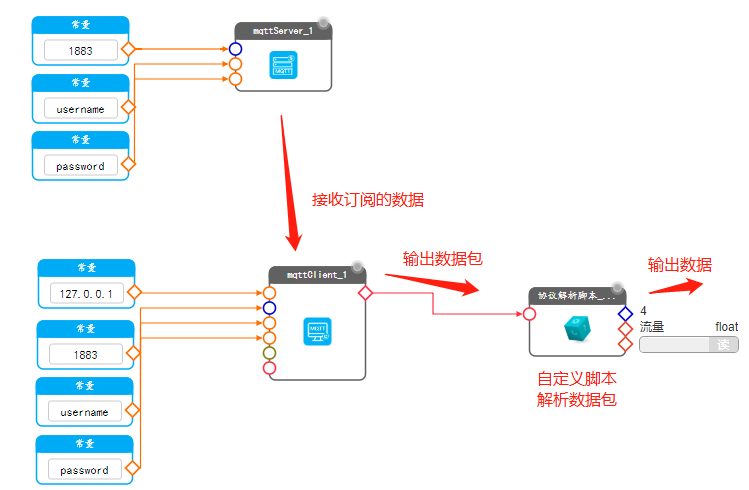 常量
1883
mqttServer_1
MQTT
常量
username
常量
password
接收订阅的数据
常量
127.0.0.1
mqttClient_1
MQTT
输出数据包
输出数据
常量
1883
协议解析脚本_...
4
流量 float
读
常量
username
自定义脚本
解析数据包
常量
password